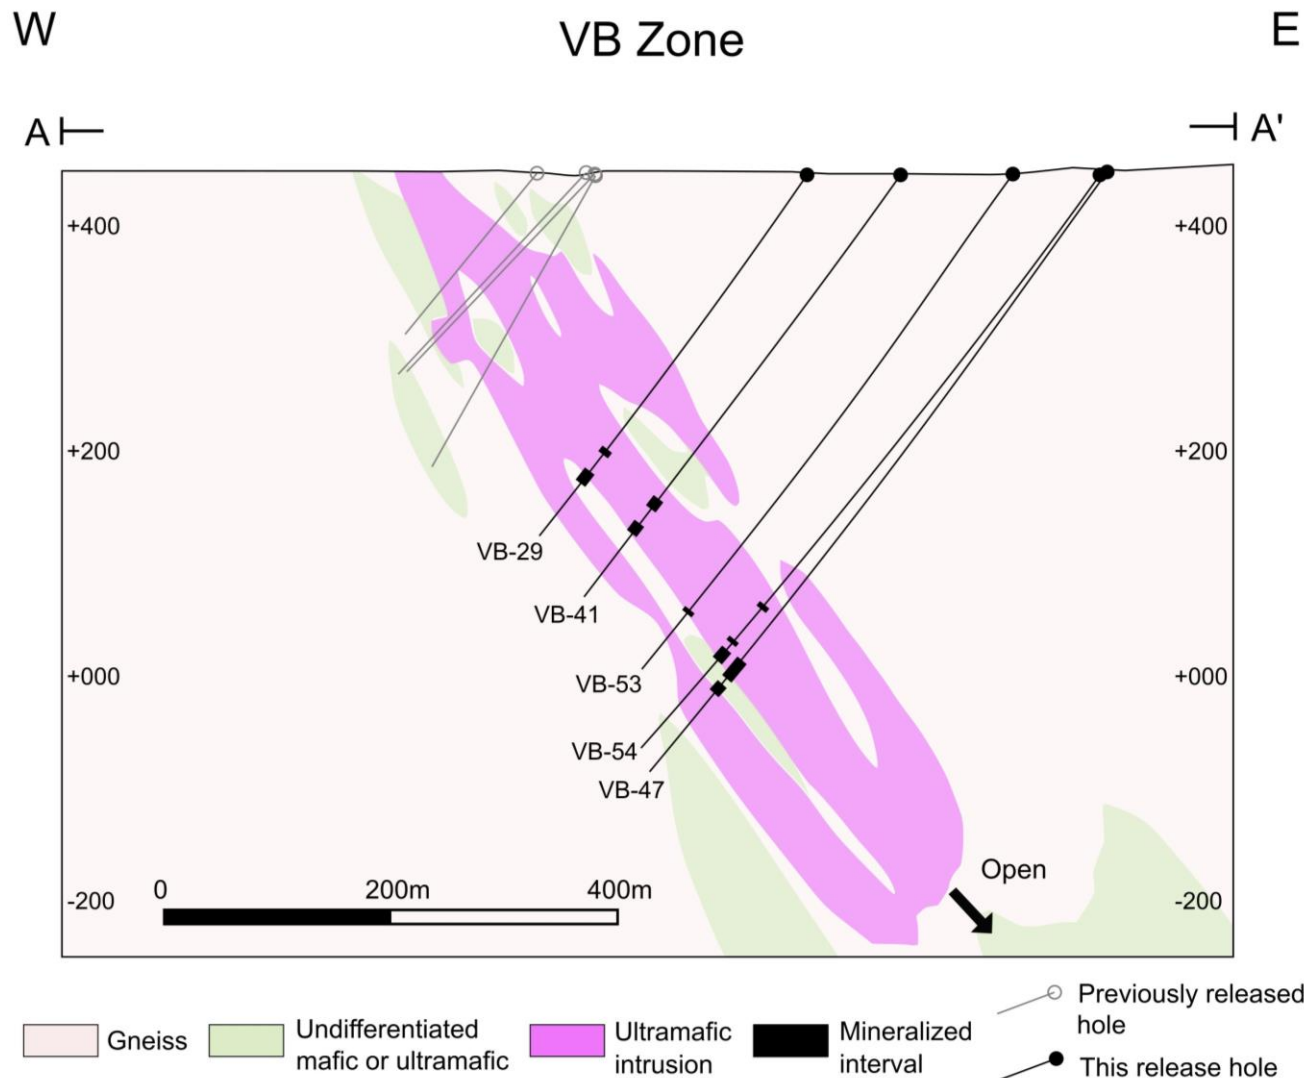 W
E
VB Zone
A
A'
+400
+400
+200
+200
VB-29
VB-41
+000
+000
VB-53
VB-54
VB-47
Open
0
200m
400m
-200
-200
Gneiss
Undifferentiated
mafic or ultramafic
Ultramafic
intrusion
Mineralized
interval
Previously released
hole
This release hole